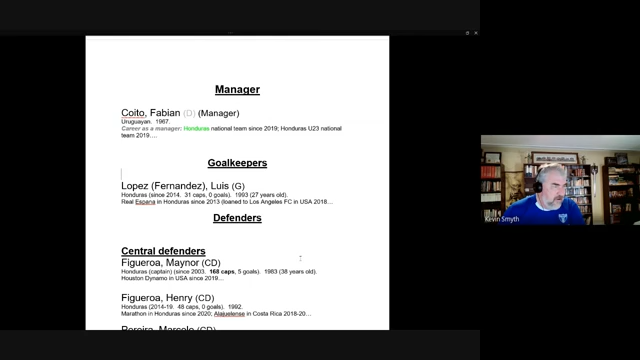 Manager
Coito, Fabian (D) (Manager)
Uruguayan. 1967.
Career as a manager: Honduras national team since 2019; Honduras U23 national
team 2019....
Goalkeepers
Lopez (Fernandez), Luis (G)
Honduras (since 2014. 31 caps, 0 goals). 1993 (27 years old).
Real Espana in Honduras since 2013 (loaned to Los Angeles FC in USA 2018...
Defenders
Central defenders
Figueroa, Maynor (CD)
Honduras (captain) (since 2003. 168 caps, 5 goals). 1983 (38 years old).
Houston Dynamo in USA since 2019...
Figueroa, Henry (CD)
Honduras (2014-19. 48 caps, 0 goals). 1992.
Marathon in Honduras since 2020; Alajuelense in Costa Rica 2018-20...
Pereira, Marcelo (CD)
Kevin Smyth